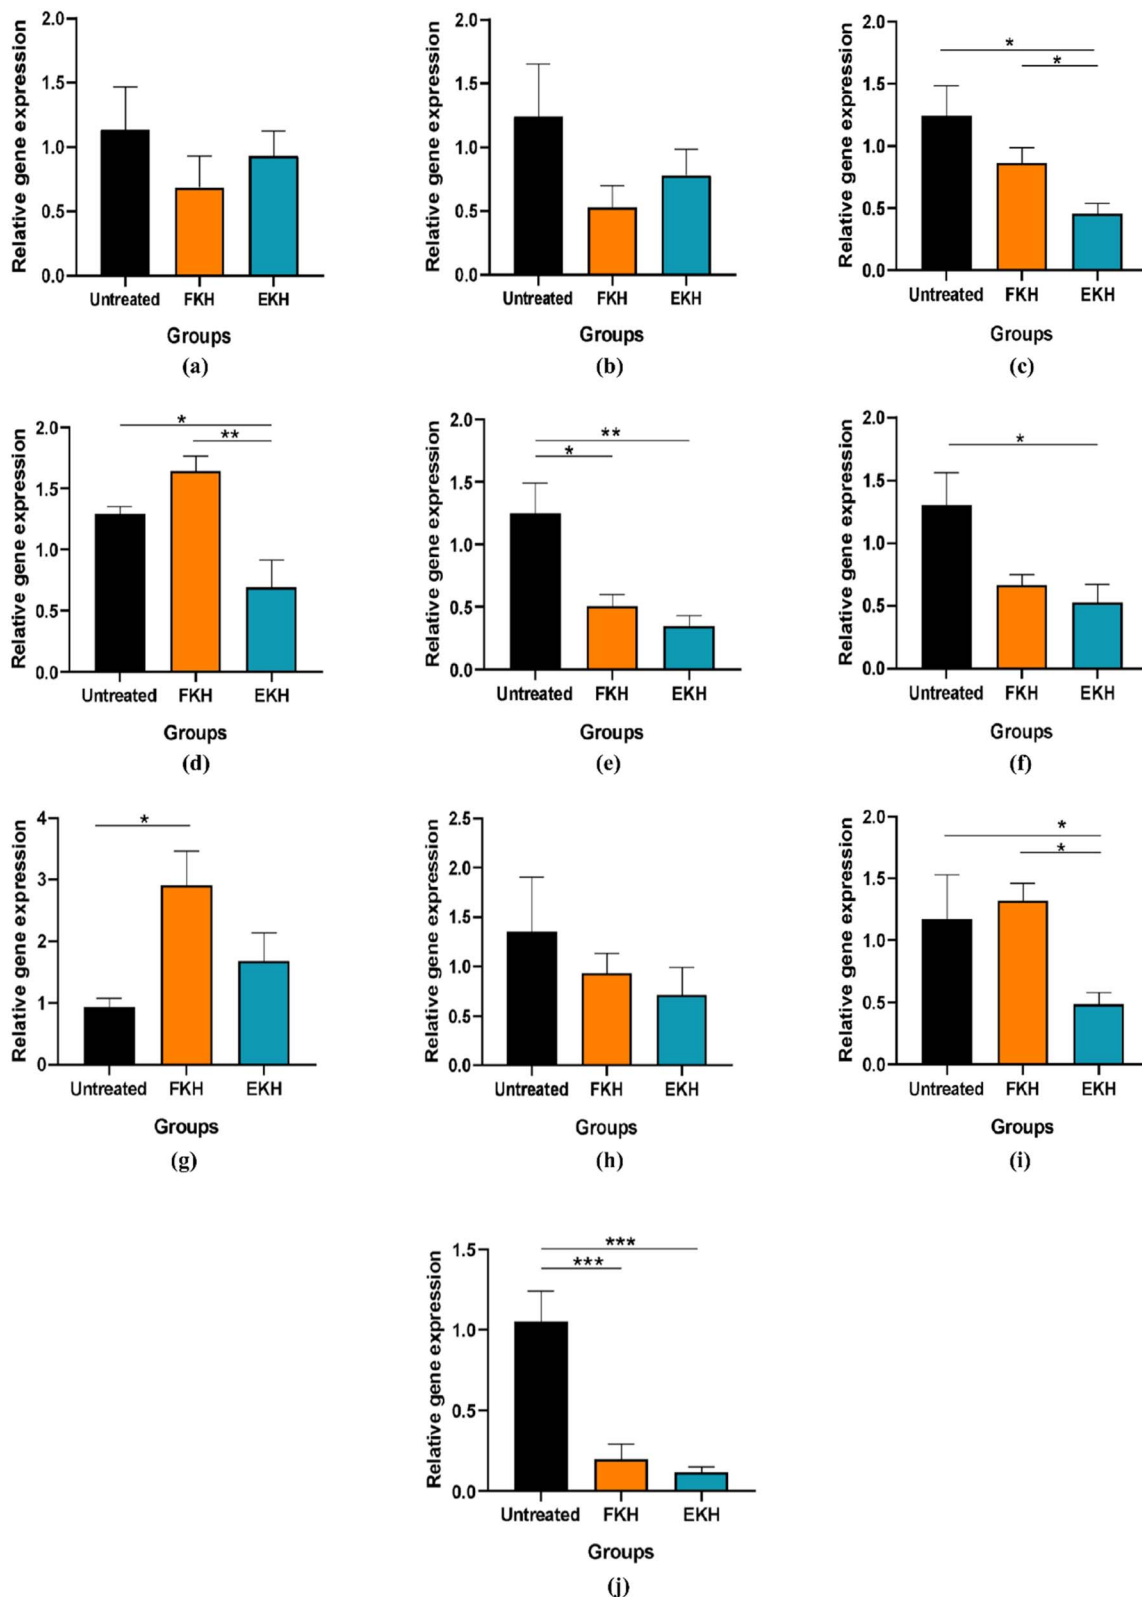 Relative gene expression
2.0
1.5
1.0
0.5
0.0
Untreated FKH EKH
Groups
(a)
Relative gene expression
2.0
1.5
1.0
0.5
0.0
Untreated FKH EKH
Groups
(b)
Relative gene expression
2.0
1.5
1.0
0.5
0.0
*
*
Untreated FKH EKH
Groups
(c)
Relative gene expression
2.0
1.5
1.0
0.5
0.0
*
**
Untreated FKH EKH
Groups
(d)
Relative gene expression
2.0
1.5
1.0
0.5
0.0
**
*
Untreated FKH EKH
Groups
(e)
Relative gene expression
2.0
1.5
1.0
0.5
0.0
*
Untreated FKH EKH
Groups
(f)
Relative gene expression
4
3
2
1
0
*
Untreated FKH EKH
Groups
(g)
Relative gene expression
2.5
2.0
1.5
1.0
0.5
0.0
Untreated FKH EKH
Groups
(h)
Relative gene expression
2.0
1.5
1.0
0.5
0.0
*
*
Untreated FKH EKH
Groups
(i)
Relative gene expression
1.5
1.0
0.5
0.0
***
***
Untreated FKH EKH
Groups
(j)